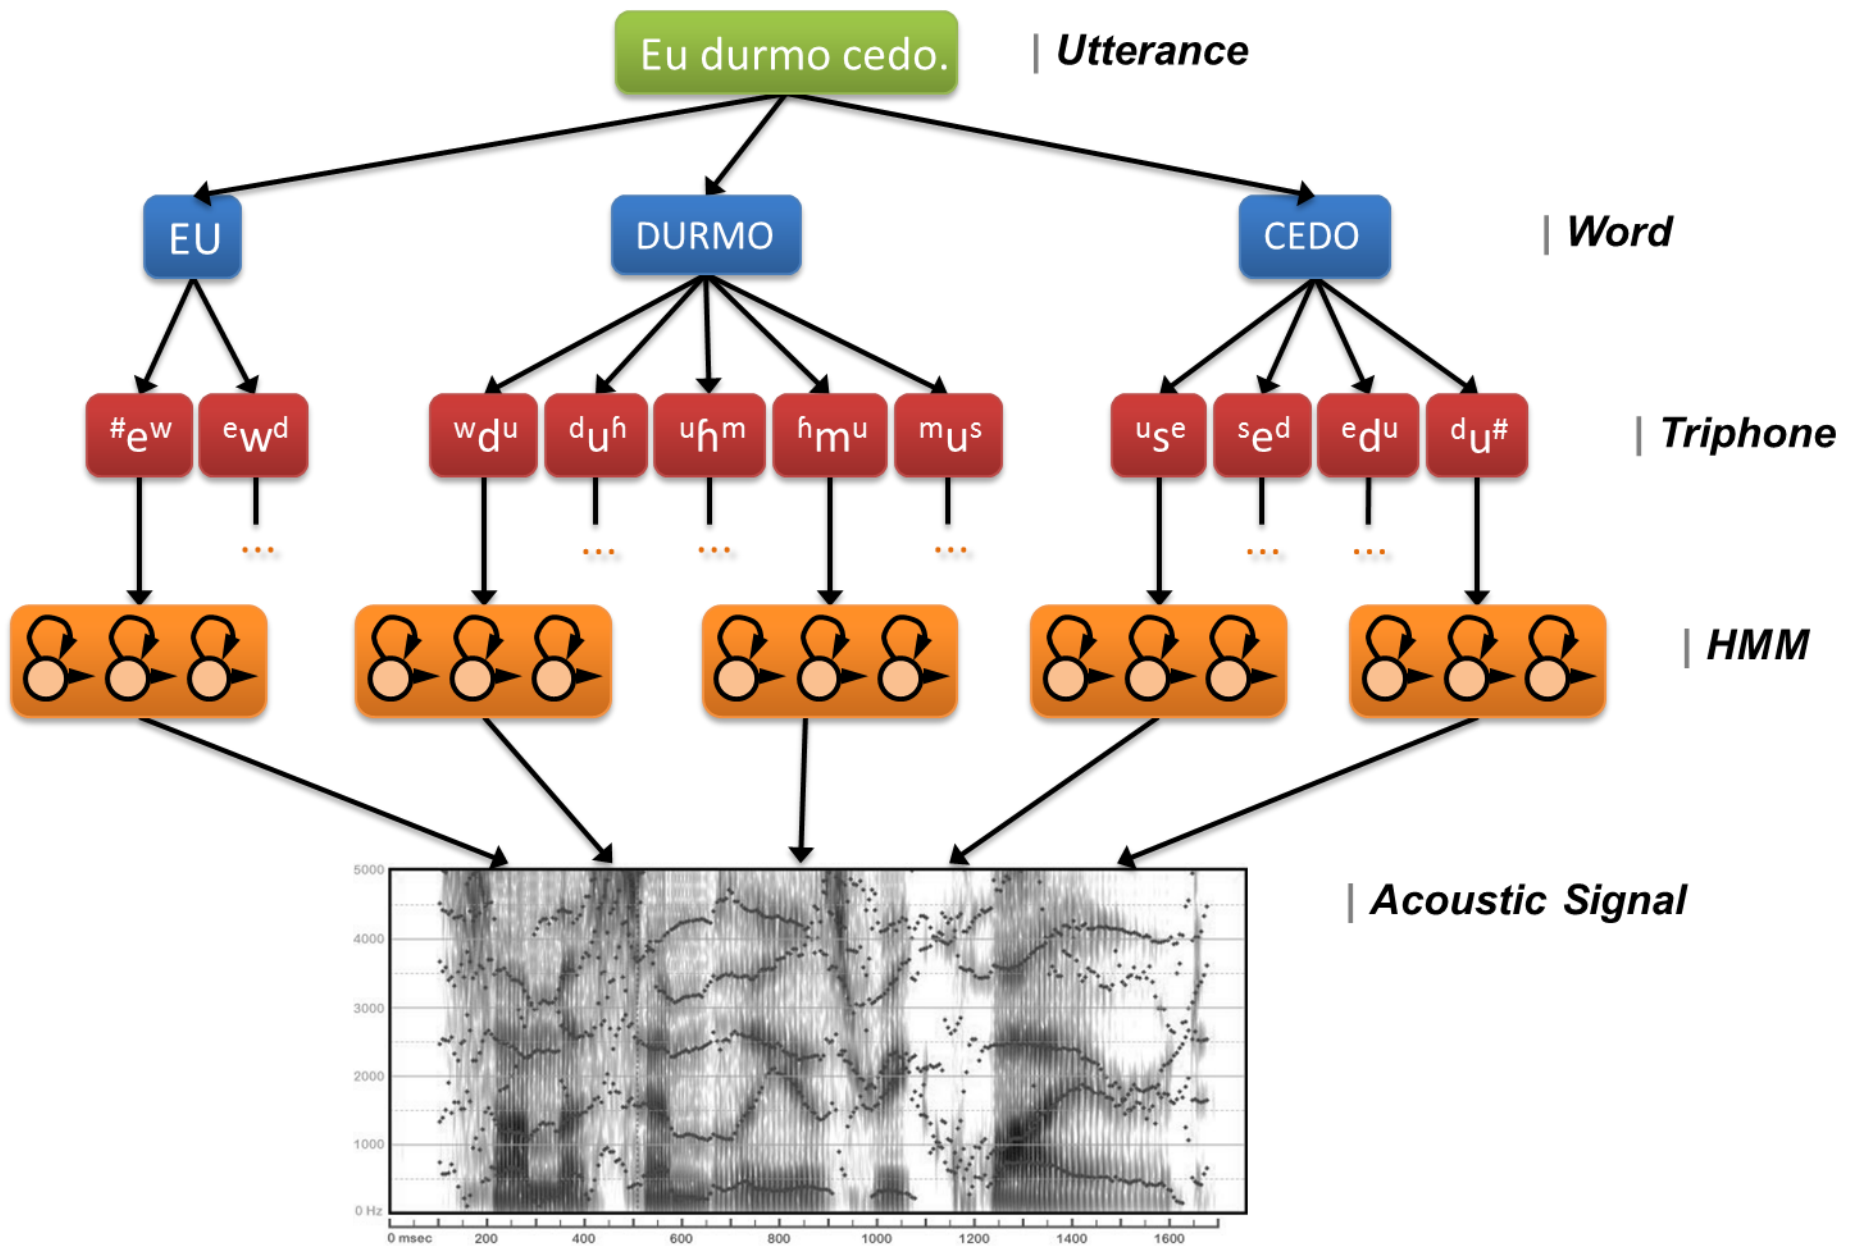 Eu durmo cedo.
| Utterance
EU
DURMO
CEDO
| Word
#ew
ewd
wdu
duɦ
uɦm
ɦmu
mus
use
sed
edu
du#
| Triphone
...
...
...
...
...
...
| HMM
| Acoustic Signal
5000
4000
3000
2000
1000
0 Hz
0 msec 200 400 600 800 1000 1200 1400 1600